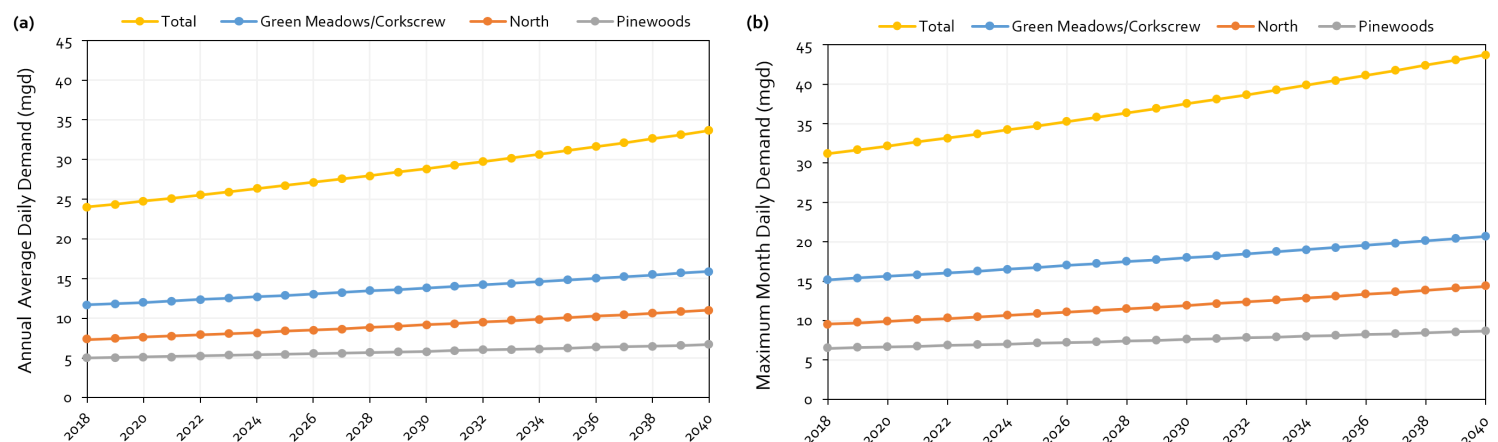 (a)
Total Green Meadows/Corkscrew North Pinewoods
Annual Average Daily Demand (mgd)
45
40
35
30
25
20
15
10
5
0
2018 2020 2022 2024 2026 2028 2030 2032 2034 2036 2038 2040
(b)
Total Green Meadows/Corkscrew North Pinewoods
Maximum Month Daily Demand (mgd)
45
40
35
30
25
20
15
10
5
0
2018 2020 2022 2024 2026 2028 2030 2032 2034 2036 2038 2040